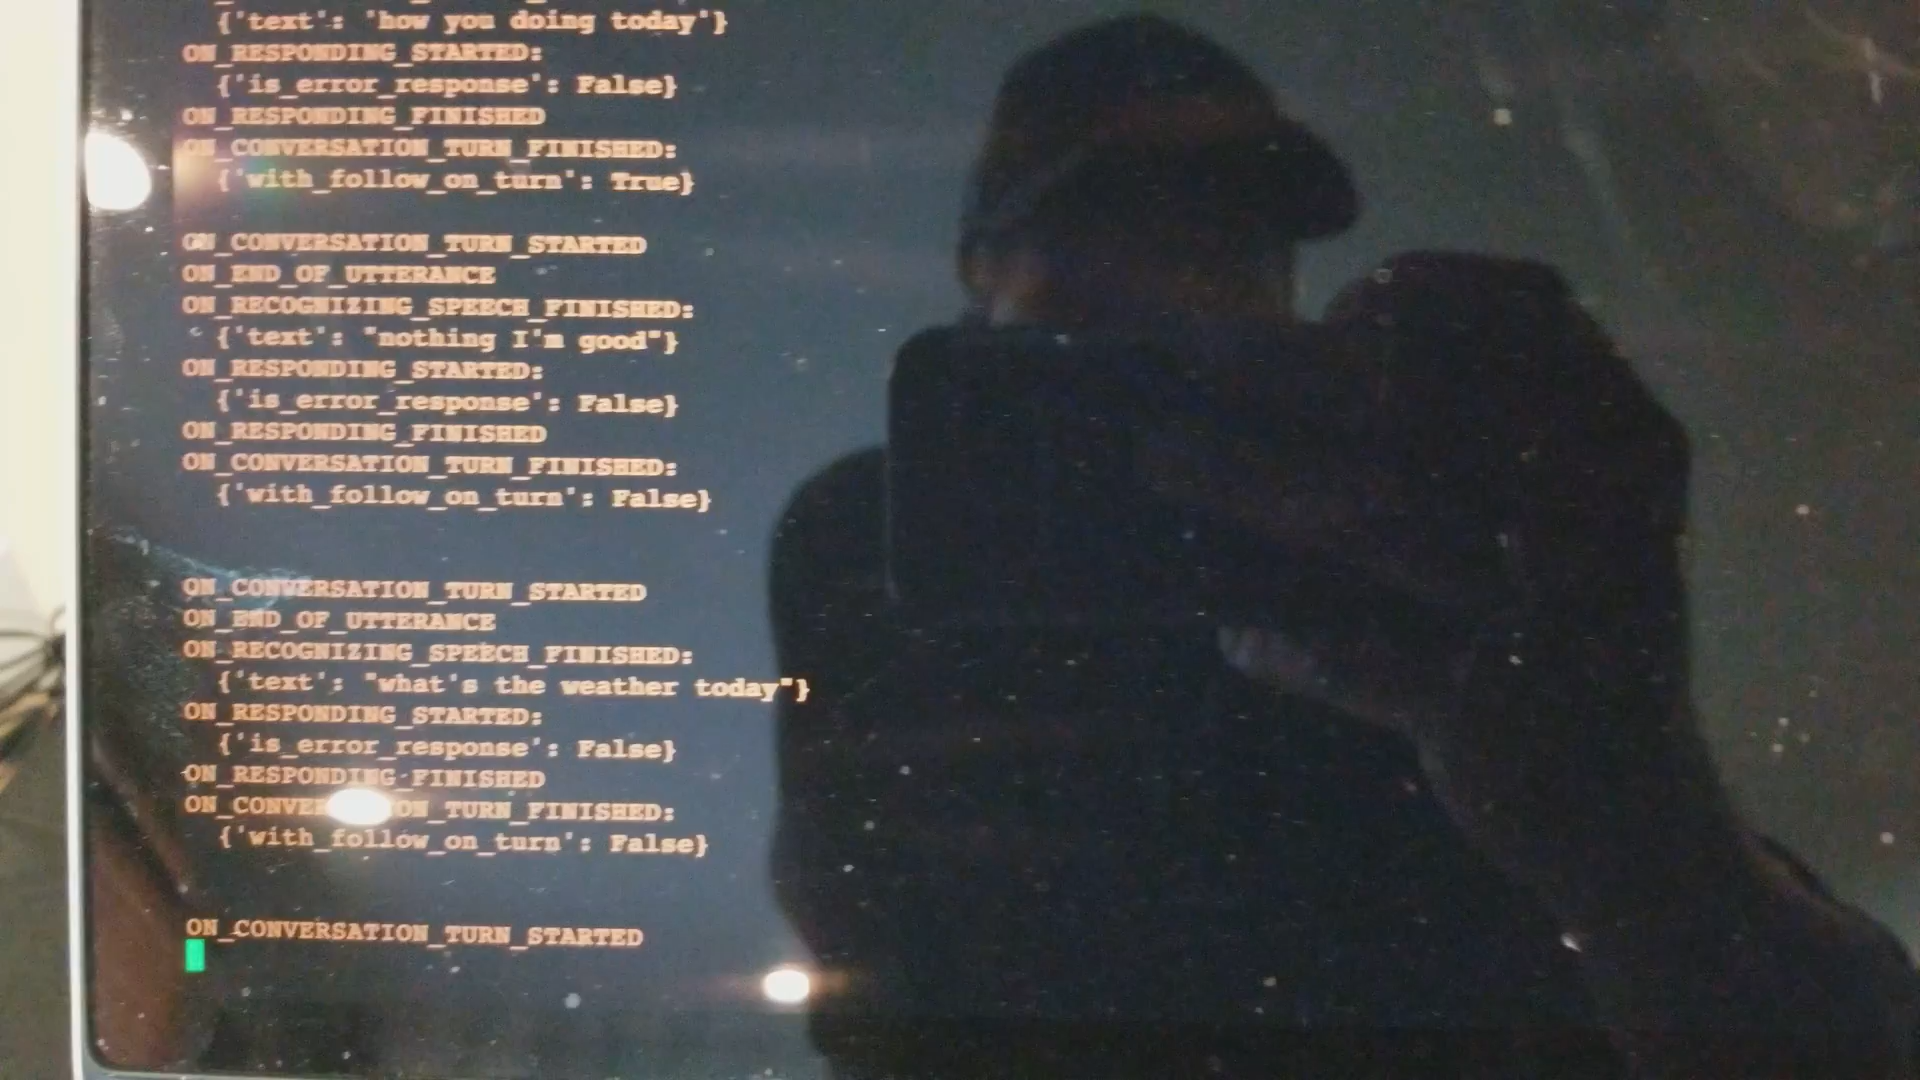 {'text': 'how you doing today'}
ON_RESPONDING_STARTED:
{'is_error_response': False}
ON_RESPONDING_FINISHED
ON_CONVERSATION_TURN_FINISHED:
{'with_follow_on_turn': True}
ON_CONVERSATION_TURN_STARTED
ON_END_OF_UTTERANCE
ON_RECOGNIZING_SPEECH_FINISHED:
{'text': "nothing I'm good"}
ON_RESPONDING_STARTED:
{'is_error_response': False}
ON_RESPONDING_FINISHED
ON_CONVERSATION_TURN_FINISHED:
{'with_follow_on_turn': False}
ON_CONVERSATION_TURN_STARTED
ON_END_OF_UTTERANCE
ON_RECOGNIZING_SPEECH_FINISHED:
{'text': "what's the weather today"}
ON_RESPONDING_STARTED:
{'is_error_response': False}
ON_RESPONDING_FINISHED
ON_CONVERSATION_TURN_FINISHED:
{'with_follow_on_turn': False}
ON_CONVERSATION_TURN_STARTED